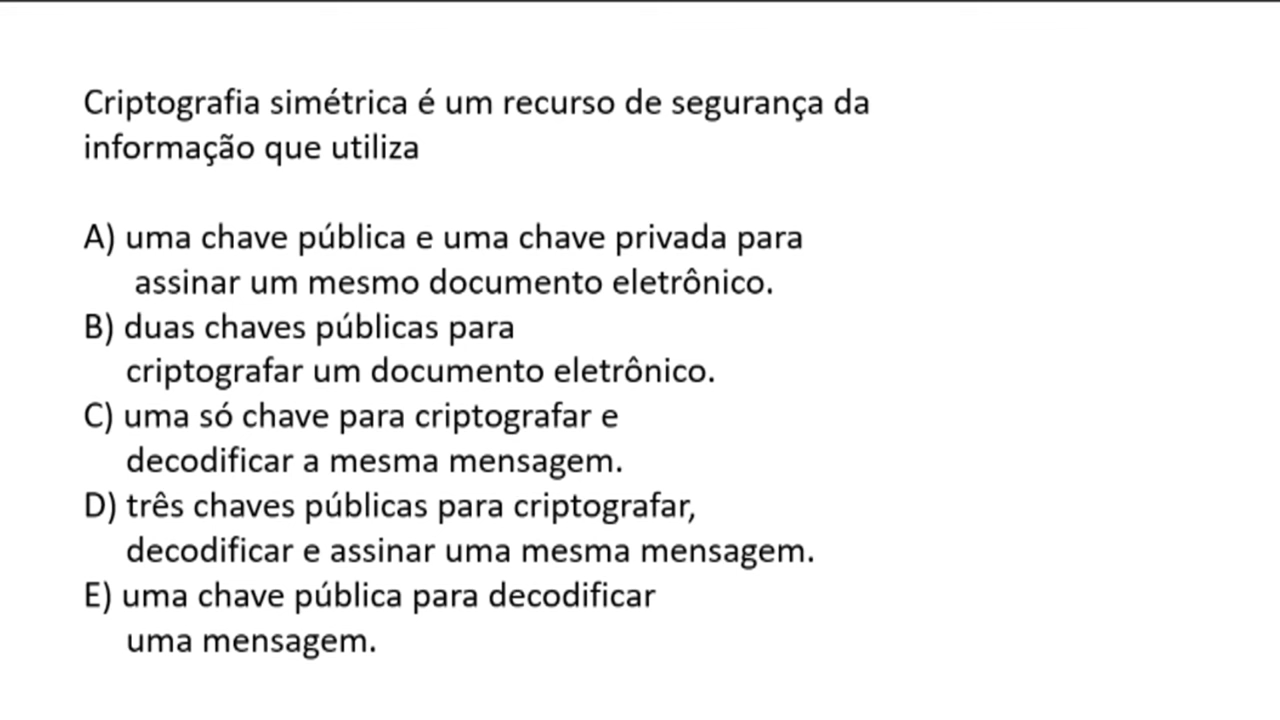 Criptografia simétrica é um recurso de segurança da
informação que utiliza
A) uma chave pública e uma chave privada para
assinar um mesmo documento eletrônico.
B) duas chaves públicas para
criptografar um documento eletrônico.
C) uma só chave para criptografar e
decodificar a mesma mensagem.
D) três chaves públicas para criptografar,
decodificar e assinar uma mesma mensagem.
E) uma chave pública para decodificar
uma mensagem.